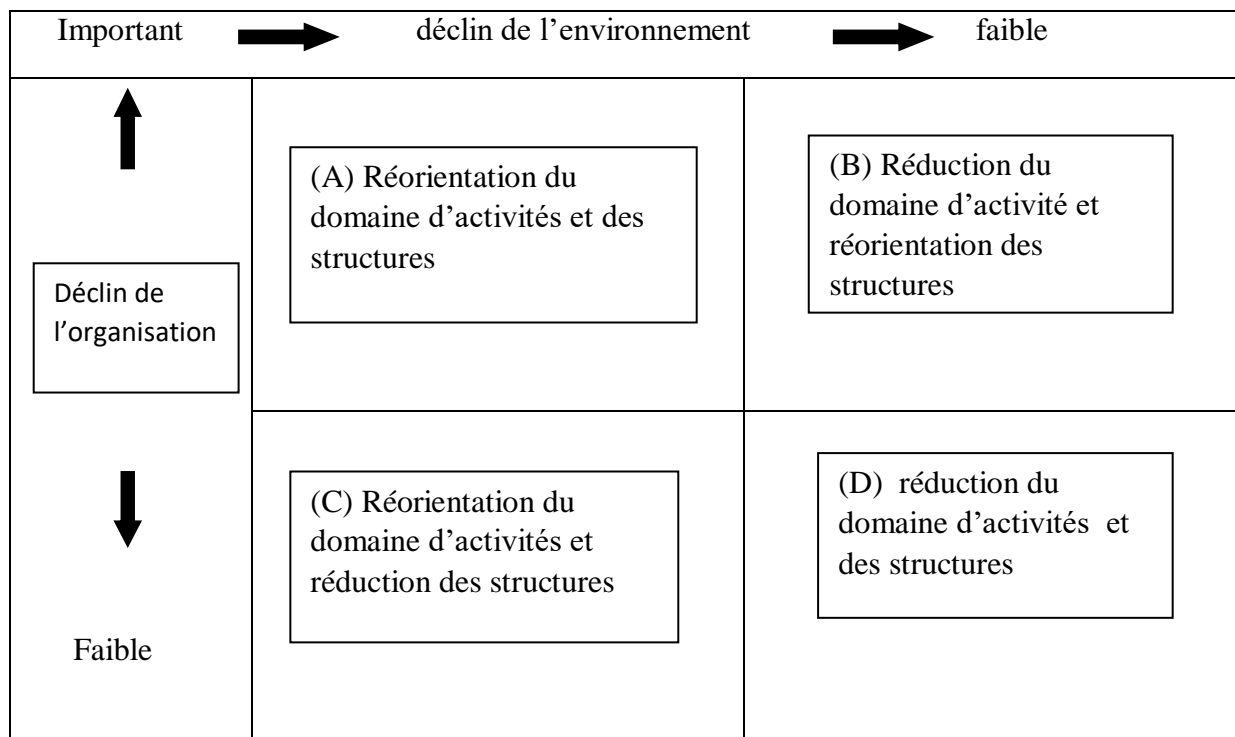 Important déclin de l’environnement faible
(A) Réorientation du
domaine d’activités et des
structures
(B) Réduction du
domaine d’activité et
réorientation des
structures
Déclin de
l’organisation
(C) Réorientation du
domaine d’activités et
réduction des structures
(D) réduction du
domaine d’activités et
des structures
Faible